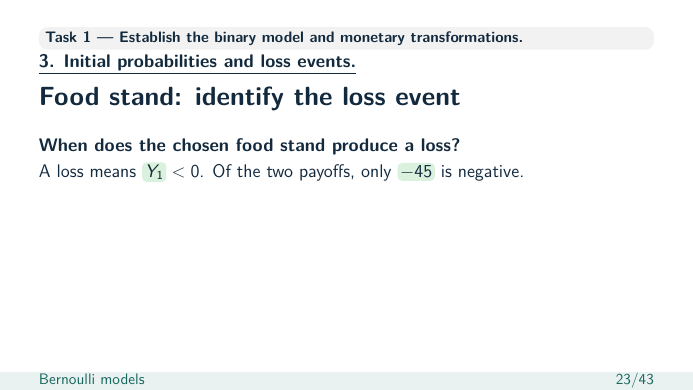 Task 1 — Establish the binary model and monetary transformations.
3. Initial probabilities and loss events.
Food stand: identify the loss event
When does the chosen food stand produce a loss?
A loss means Y₁ < 0. Of the two payoffs, only −45 is negative.
Bernoulli models
23/43